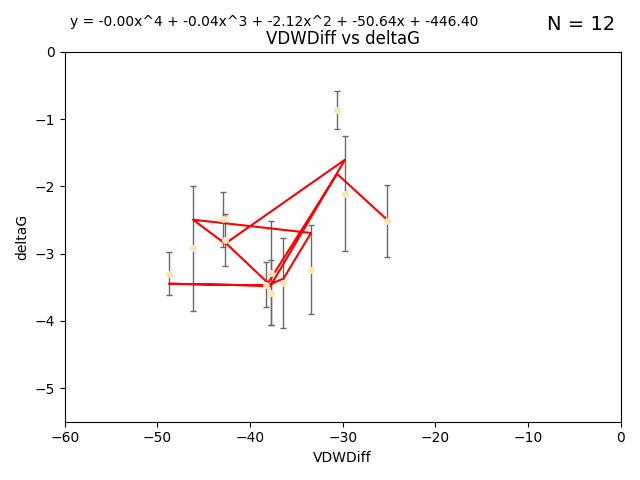 y = -0.00x^4 + -0.04x^3 + -2.12x^2 + -50.64x + -446.40
N = 12
VDWDiff vs deltaG
0
−1
−2
−3
−4
−5
deltaG
−60
−50
−40
−30
−20
−10
0
VDWDiff